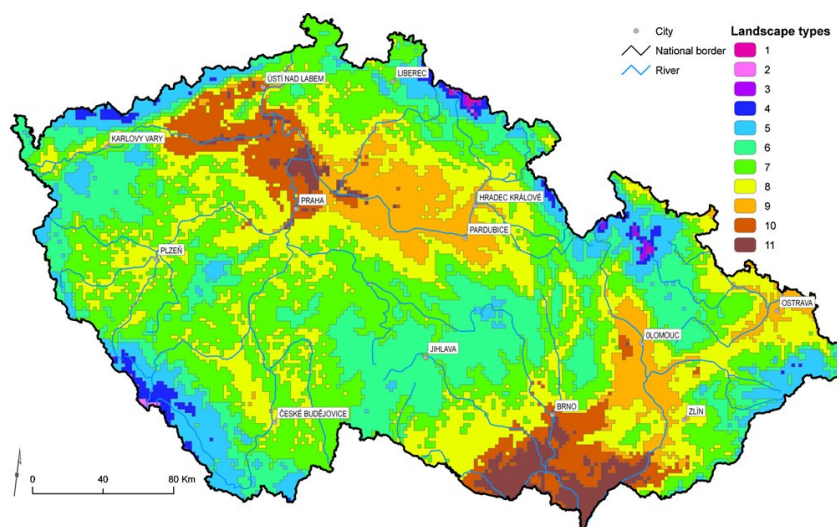 City
National border
River
Landscape types
1
2
3
4
5
6
7
8
9
10
11
ÚSTÍ NAD LABEM
LIBEREC
KARLOVY VARY
PRAHA
HRADEC KRÁLOVÉ
PARDUBICE
PLZEŇ
OSTRAVA
OLOMOUC
JIHLAVA
ČESKÉ BUDĚJOVICE
BRNO
ZLÍN
N
0 40 80 Km